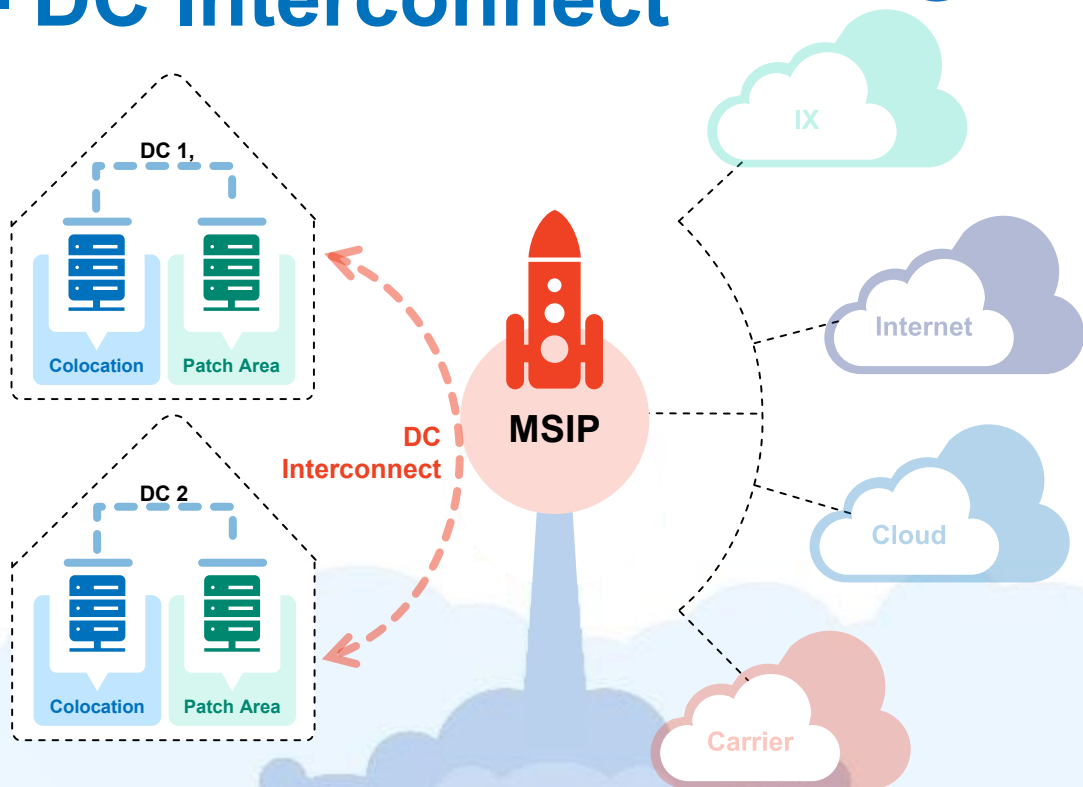 DC Interconnect
DC 1,
Colocation
Patch Area
DC
Interconnect
DC 2
Colocation
Patch Area
MSIP
IX
Internet
Cloud
Carrier